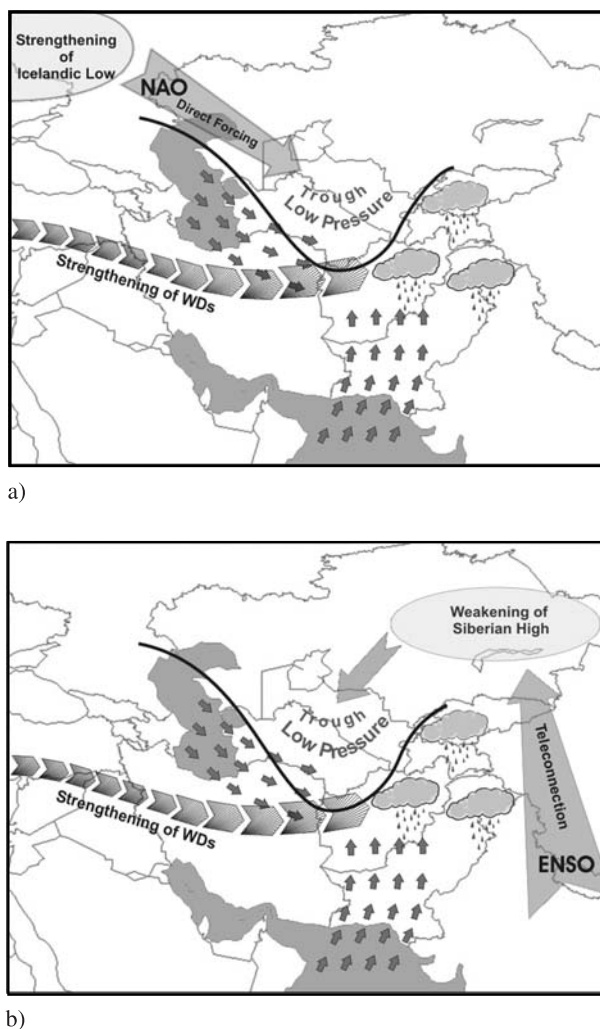 Strengthening
of
Icelandic Low
NAO
Direct Forcing
Trough
Low Pressure
Strengthening of WDs
a)
Weakening of
Siberian High
Trough
Low Pressure
Strengthening of WDs
Teleconnection
ENSO
b)